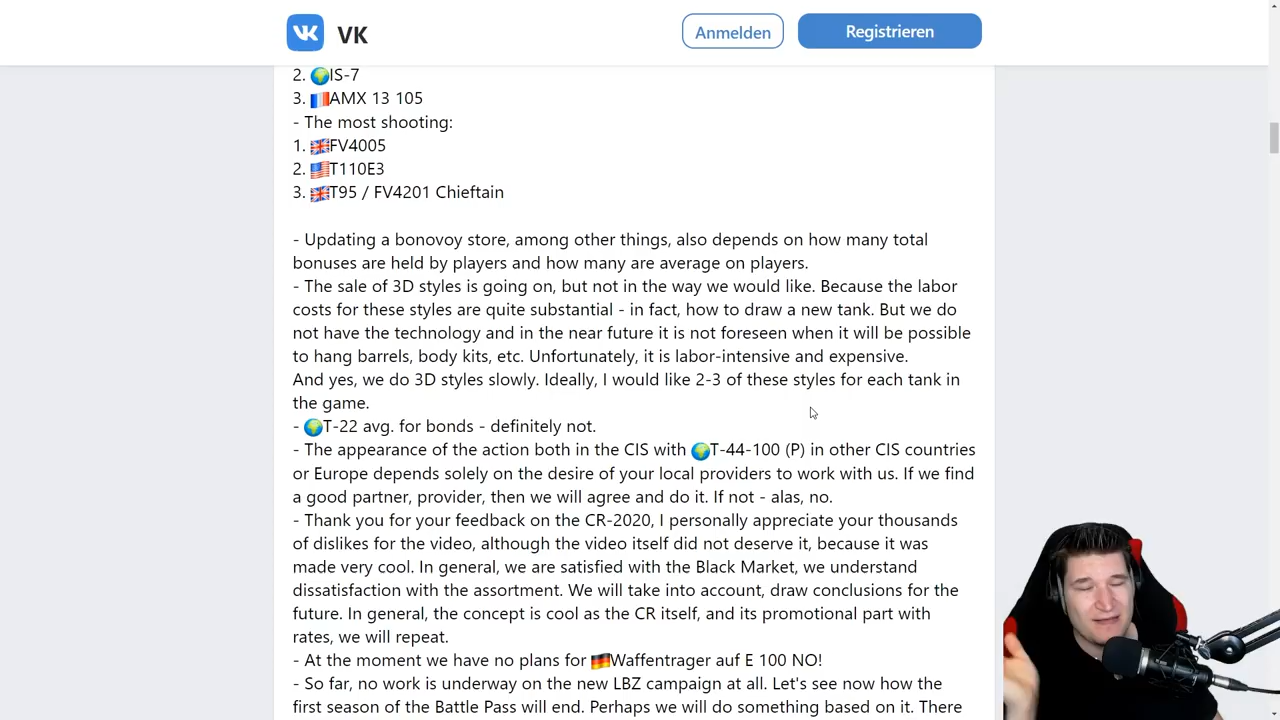 VK
Anmelden
Registrieren
2. IS-7
3. AMX 13 105
- The most shooting:
1. FV4005
2. T110E3
3. T95 / FV4201 Chieftain
- Updating a bonovoy store, among other things, also depends on how many total
bonuses are held by players and how many are average on players.
- The sale of 3D styles is going on, but not in the way we would like. Because the labor
costs for these styles are quite substantial - in fact, how to draw a new tank. But we do
not have the technology and in the near future it is not foreseen when it will be possible
to hang barrels, body kits, etc. Unfortunately, it is labor-intensive and expensive.
And yes, we do 3D styles slowly. Ideally, I would like 2-3 of these styles for each tank in
the game.
- T-22 avg. for bonds - definitely not.
- The appearance of the action both in the CIS with T-44-100 (P) in other CIS countries
or Europe depends solely on the desire of your local providers to work with us. If we find
a good partner, provider, then we will agree and do it. If not - alas, no.
- Thank you for your feedback on the CR-2020, I personally appreciate your thousands
of dislikes for the video, although the video itself did not deserve it, because it was
made very cool. In general, we are satisfied with the Black Market, we understand
dissatisfaction with the assortment. We will take into account, draw conclusions for the
future. In general, the concept is cool as the CR itself, and its promotional part with
rates, we will repeat.
- At the moment we have no plans for Waffentrager auf E 100 NO!
- So far, no work is underway on the new LBZ campaign at all. Let's see now how the
first season of the Battle Pass will end. Perhaps we will do something based on it. There